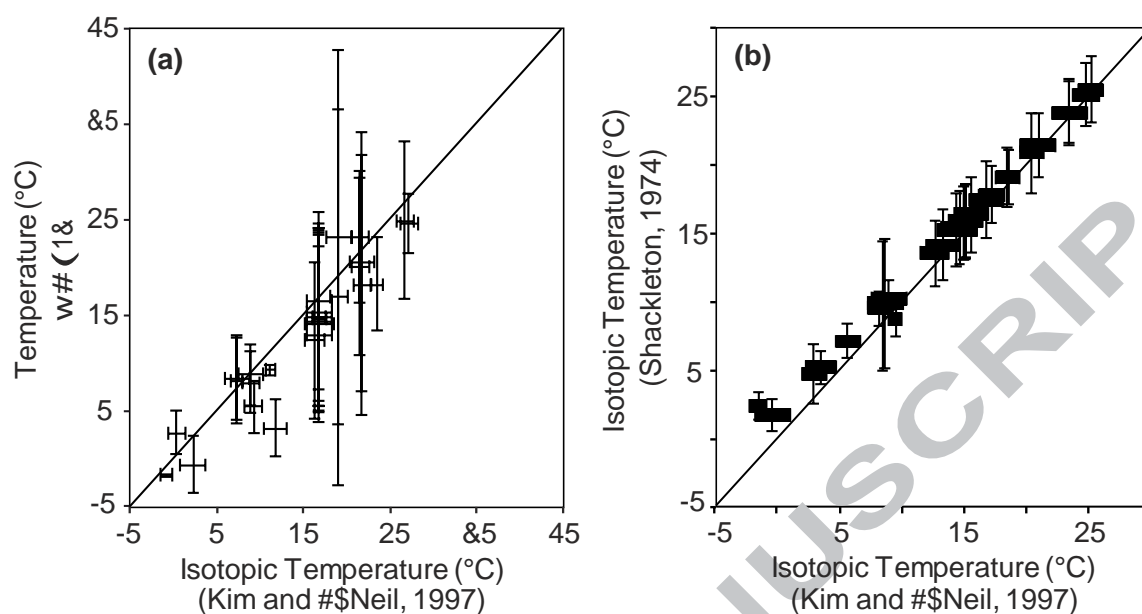 (a)
45
&5
25
15
5
-5
Temperature (°C)
w# (1&
-5
5
15
25
&5
45
Isotopic Temperature (°C)
(Kim and #$Neil, 1997)
(b)
25
15
5
-5
Isotopic Temperature (°C)
(Shackleton, 1974)
-5
5
15
25
Isotopic Temperature (°C)
(Kim and #$Neil, 1997)
USCRIP